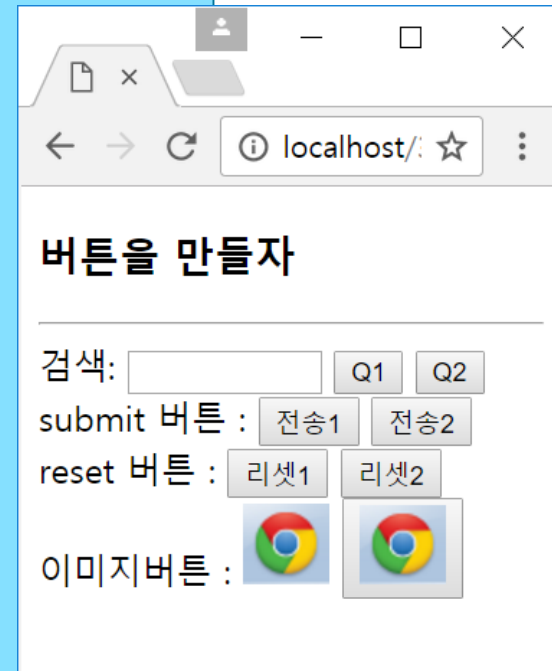 localhost/
버튼을 만들자
검색: Q1 Q2
submit 버튼 : 전송1 전송2
reset 버튼 : 리셋1 리셋2
이미지버튼 :